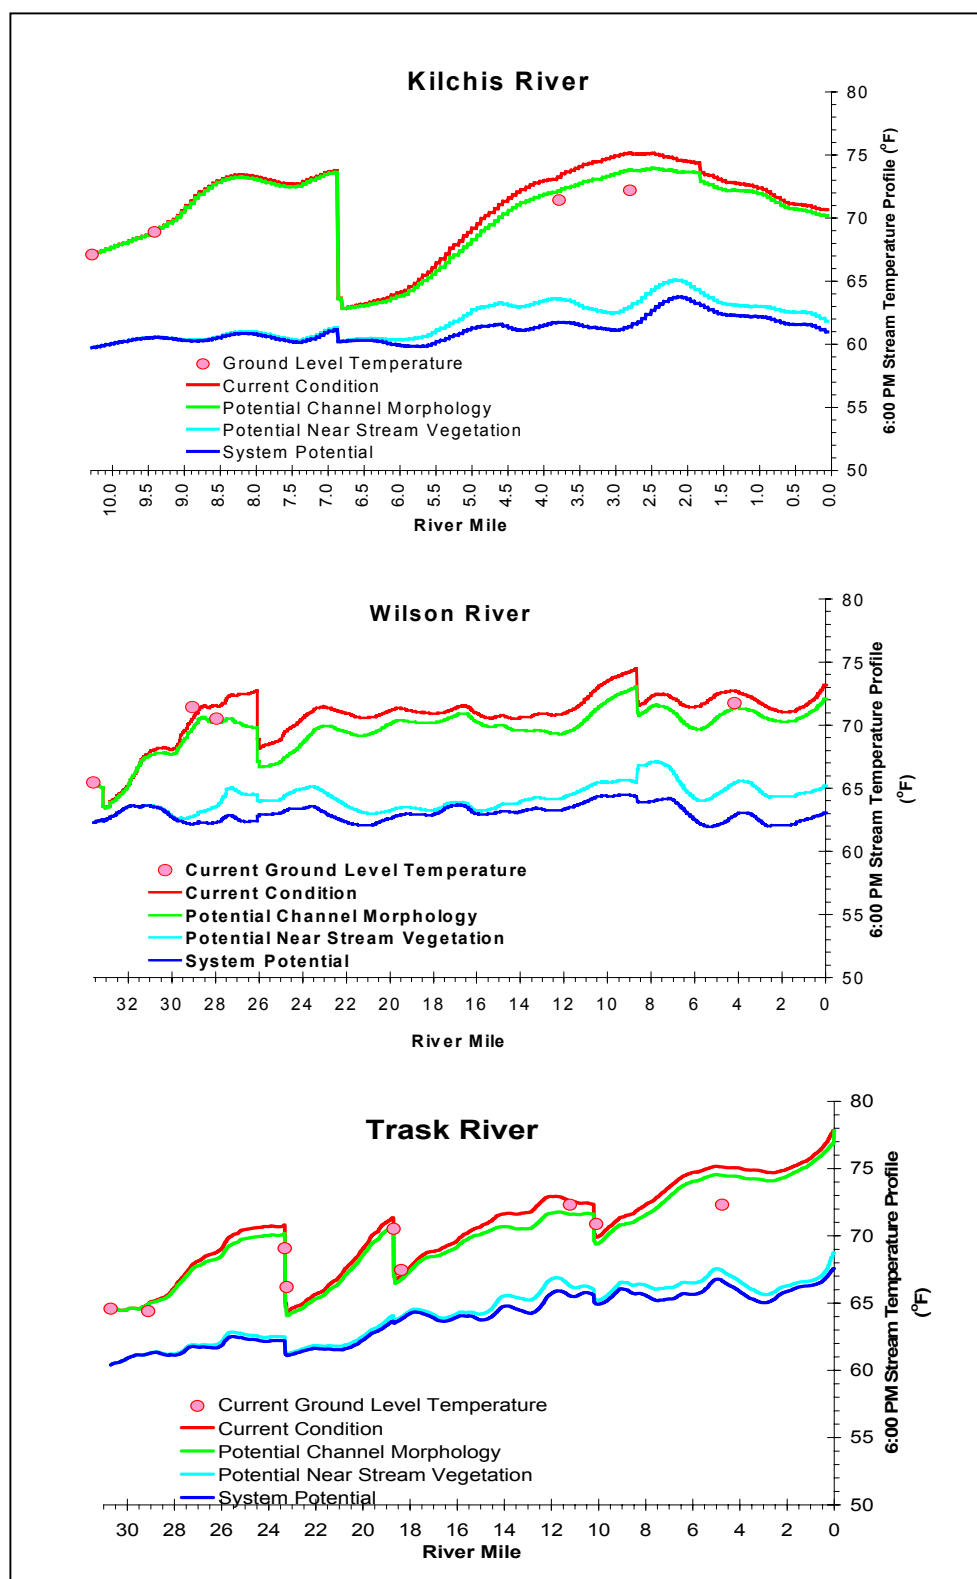 Kilchis River
80
75
70
65
60
55
50
6:00 PM Stream Temperature Profile (°F)
Ground Level Temperature
Current Condition
Potential Channel Morphology
Potential Near Stream Vegetation
System Potential
10.0 9.5 9.0 8.5 8.0 7.5 7.0 6.5 6.0 5.5 5.0 4.5 4.0 3.5 3.0 2.5 2.0 1.5 1.0 0.5 0.0
River Mile
Wilson River
80
75
70
65
60
55
50
6:00 PM Stream Temperature Profile
(°F)
Current Ground Level Temperature
Current Condition
Potential Channel Morphology
Potential Near Stream Vegetation
System Potential
32 30 28 26 24 22 20 18 16 14 12 10 8 6 4 2 0
River Mile
Trask River
80
75
70
65
60
55
50
6:00 PM Stream Temperature Profile
(°F)
Current Ground Level Temperature
Current Condition
Potential Channel Morphology
Potential Near Stream Vegetation
System Potential
30 28 26 24 22 20 18 16 14 12 10 8 6 4 2 0
River Mile